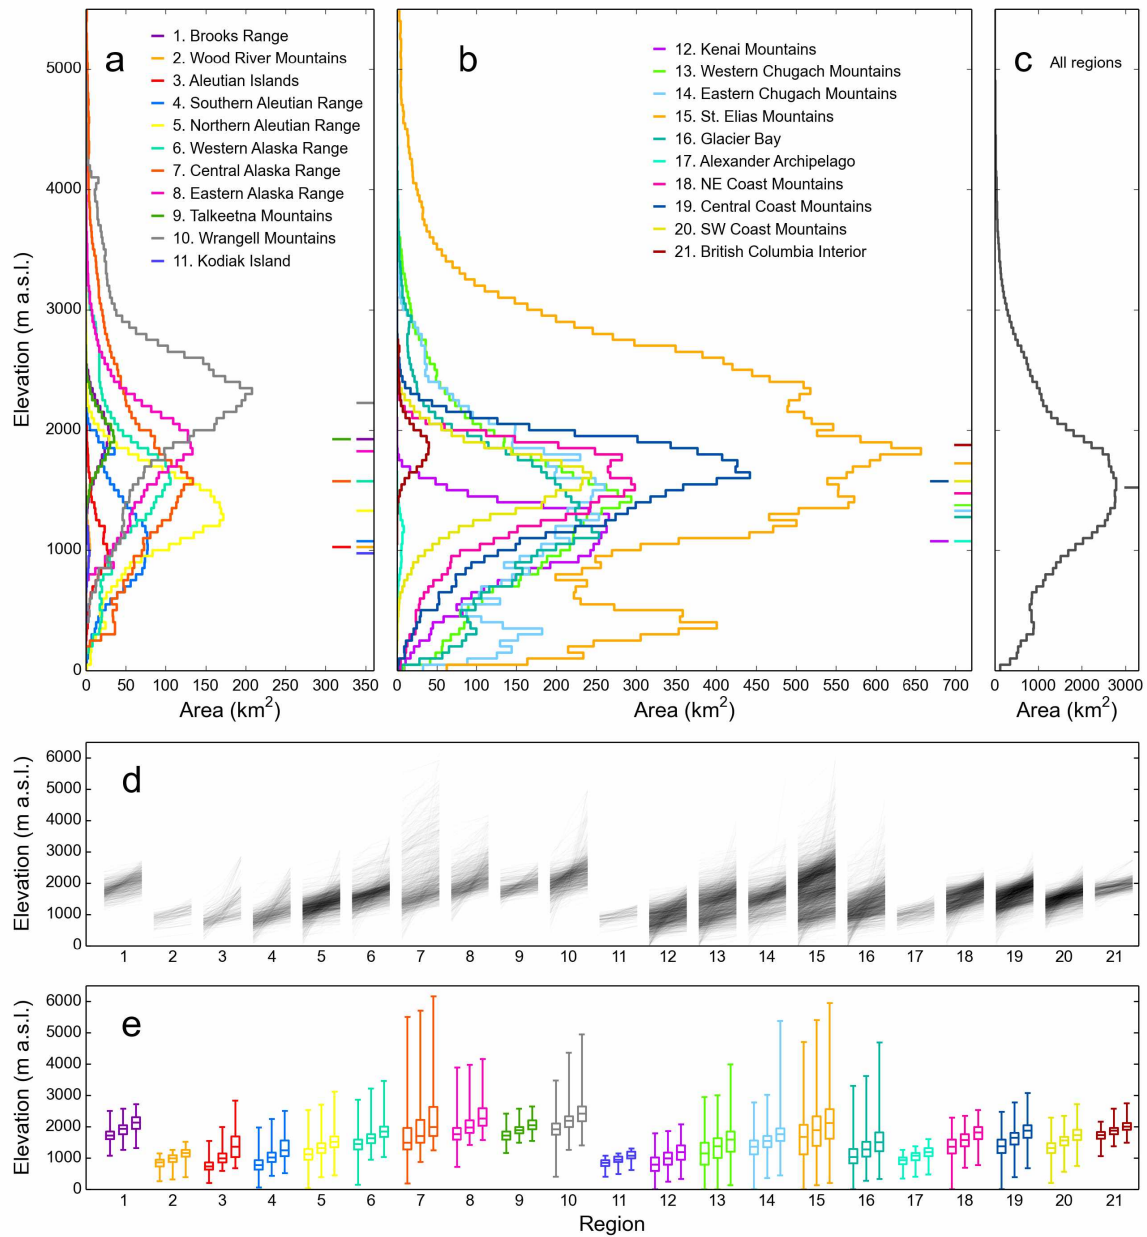 a
1. Brooks Range
2. Wood River Mountains
3. Aleutian Islands
4. Southern Aleutian Range
5. Northern Aleutian Range
6. Western Alaska Range
7. Central Alaska Range
8. Eastern Alaska Range
9. Talkeetna Mountains
10. Wrangell Mountains
11. Kodiak Island
Elevation (m a.s.l.)
5000
4000
3000
2000
1000
0
0 50 100 150 200 250 300 350
Area (km²)
b
12. Kenai Mountains
13. Western Chugach Mountains
14. Eastern Chugach Mountains
15. St. Elias Mountains
16. Glacier Bay
17. Alexander Archipelago
18. NE Coast Mountains
19. Central Coast Mountains
20. SW Coast Mountains
21. British Columbia Interior
0 50 100 150 200 250 300 350 400 450 500 550 600 650 700
Area (km²)
c
All regions
0 1000 2000 3000
Area (km²)
d
Elevation (m a.s.l.)
6000
5000
4000
3000
2000
1000
0
1 2 3 4 5 6 7 8 9 10 11 12 13 14 15 16 17 18 19 20 21
e
Elevation (m a.s.l.)
6000
5000
4000
3000
2000
1000
0
1 2 3 4 5 6 7 8 9 10 11 12 13 14 15 16 17 18 19 20 21
Region